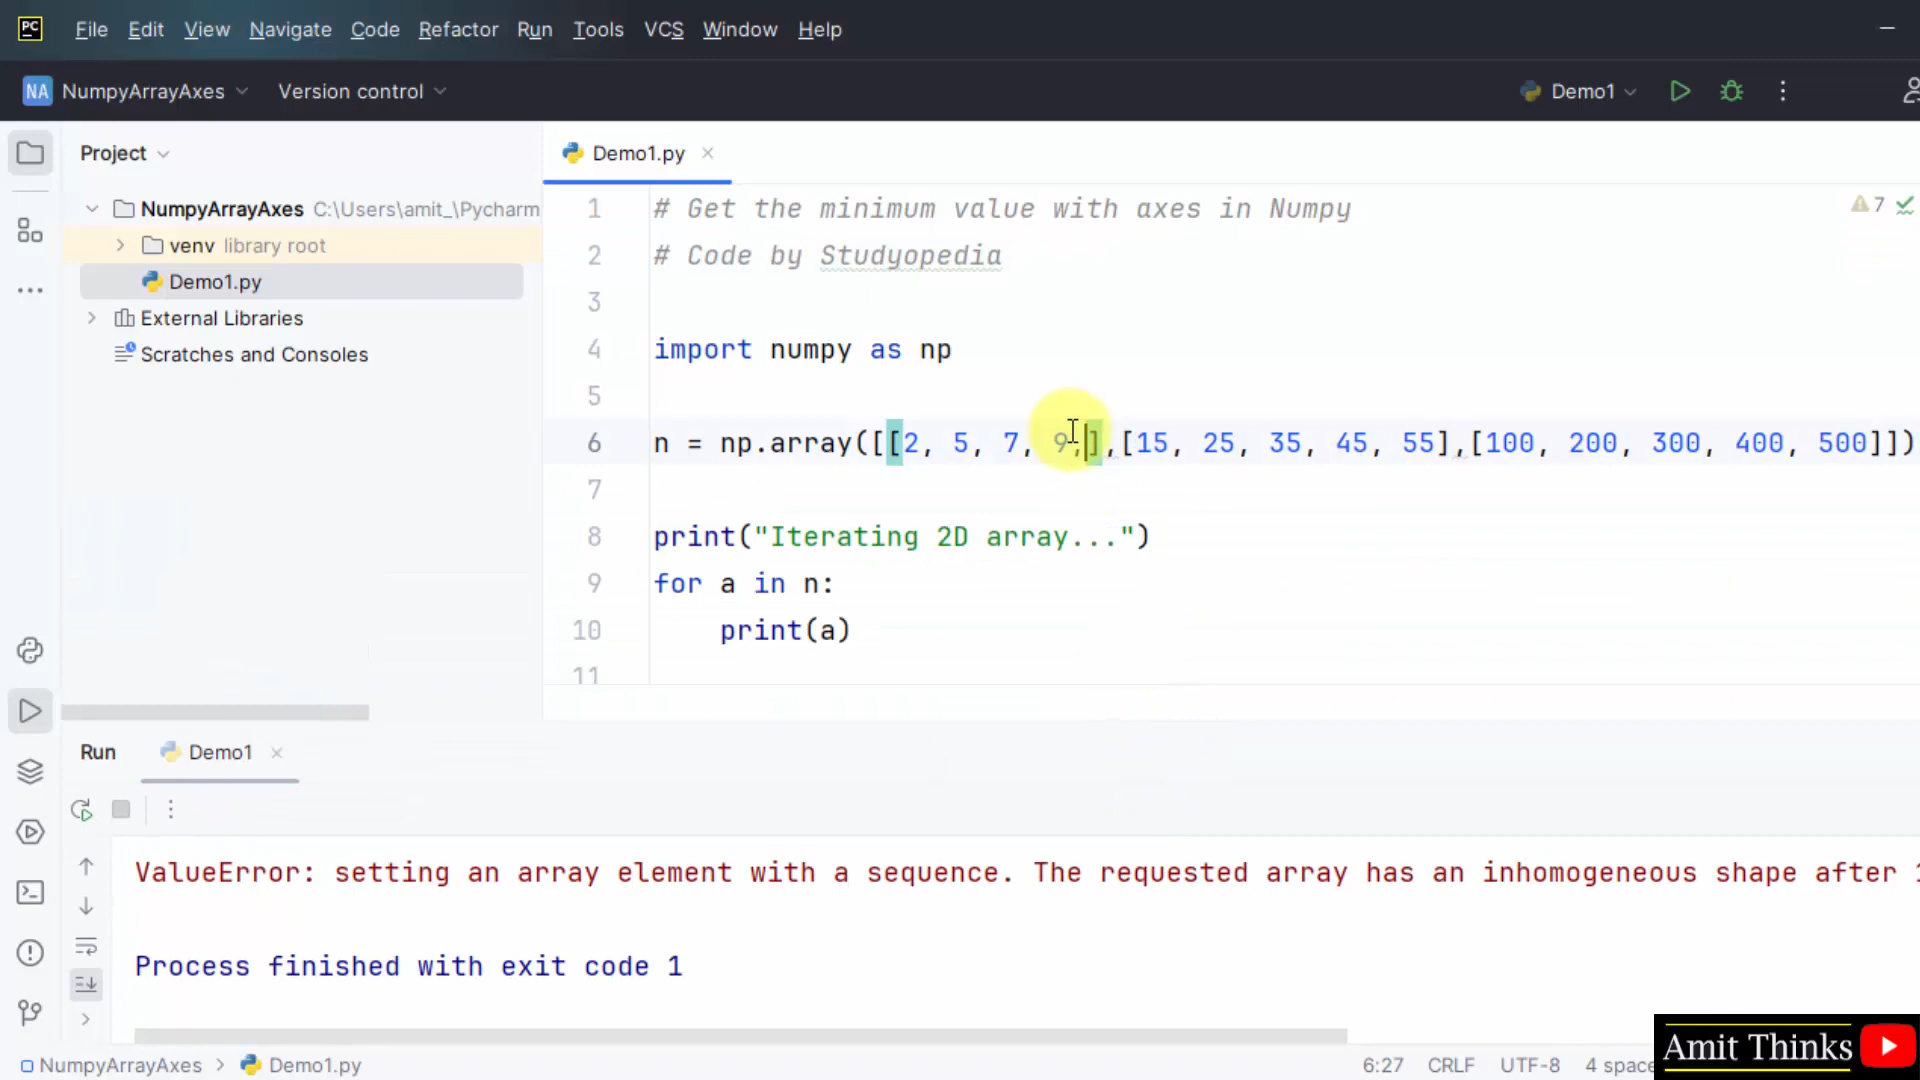 PC File Edit View Navigate Code Refactor Run Tools VCS Window Help
NA NumpyArrayAxes Version control Demo1
Project
Demo1.py
NumpyArrayAxes C:\Users\amit_\Pycharm
venv library root
Demo1.py
External Libraries
Scratches and Consoles
7
1 # Get the minimum value with axes in Numpy
2 # Code by Studyopedia
3
4 import numpy as np
5
6 n = np.array([[2, 5, 7, 9,],[15, 25, 35, 45, 55],[100, 200, 300, 400, 500]])
7
8 print("Iterating 2D array...")
9 for a in n:
10 print(a)
11
Run Demo1
ValueError: setting an array element with a sequence. The requested array has an inhomogeneous shape after 1
Process finished with exit code 1
NumpyArrayAxes > Demo1.py 6:27 CRLF UTF-8 4 space
Amit Thinks